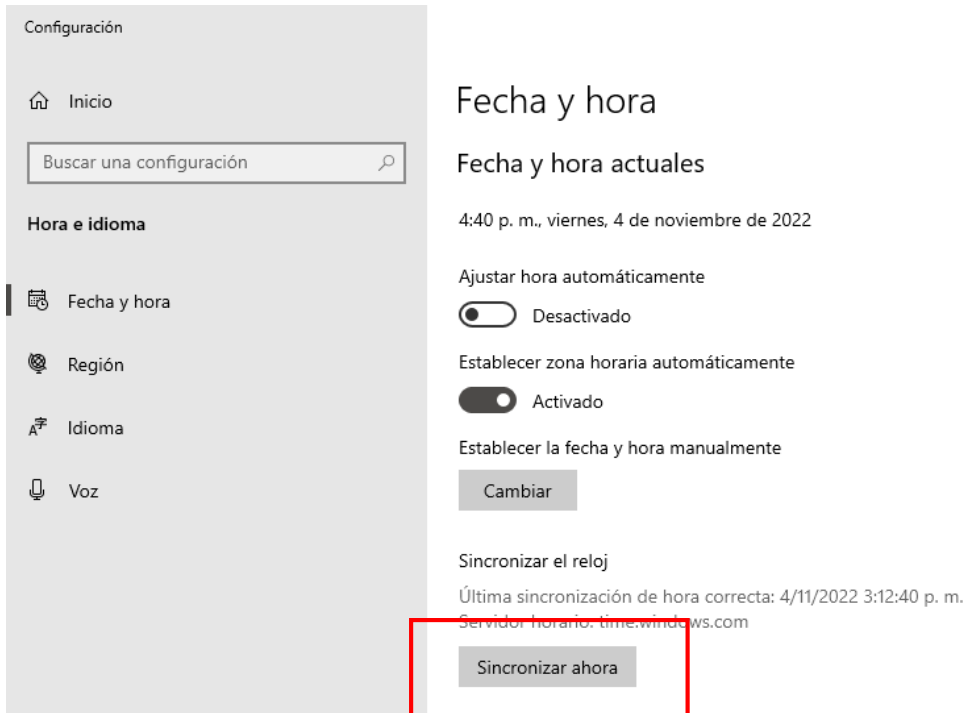 Configuración
Inicio
Buscar una configuración
Hora e idioma
Fecha y hora
Región
Idioma
Voz
Fecha y hora
Fecha y hora actuales
4:40 p. m., viernes, 4 de noviembre de 2022
Ajustar hora automáticamente
Desactivado
Establecer zona horaria automáticamente
Activado
Establecer la fecha y hora manualmente
Cambiar
Sincronizar el reloj
Última sincronización de hora correcta: 4/11/2022 3:12:40 p. m.
Servidor horario: time.windows.com
Sincronizar ahora